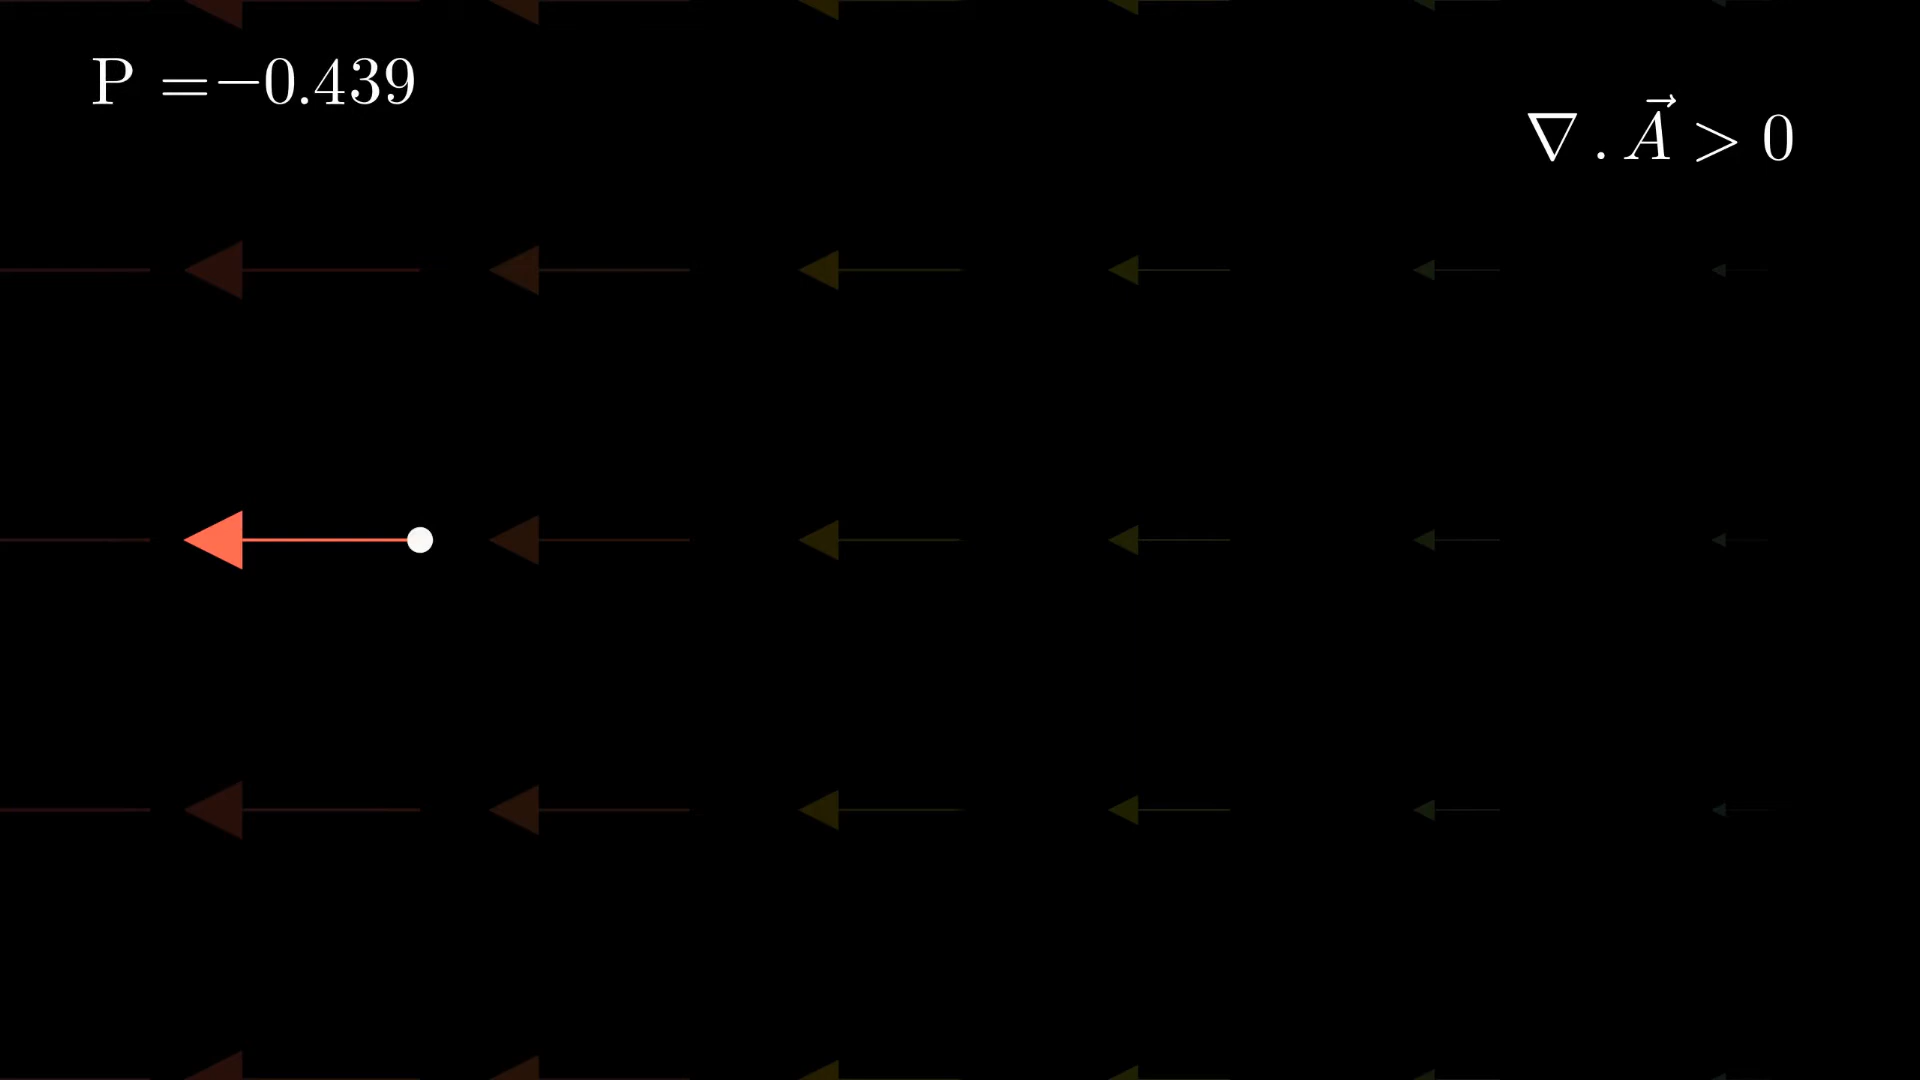 P =−0.439
∇ . A⃗ > 0